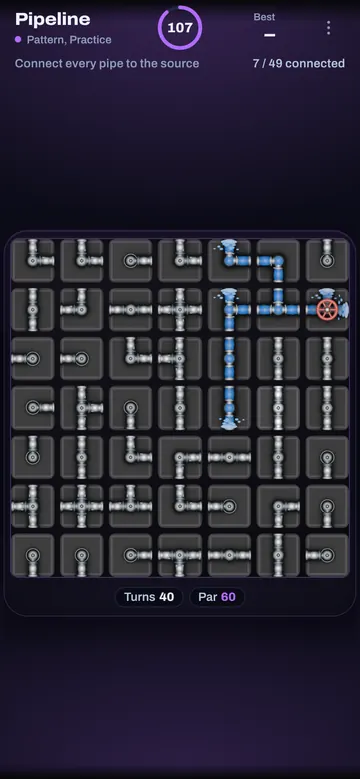 Pipeline
107
Best
–
Pattern, Practice
Connect every pipe to the source
7 / 49 connected
Turns 40
Par 60